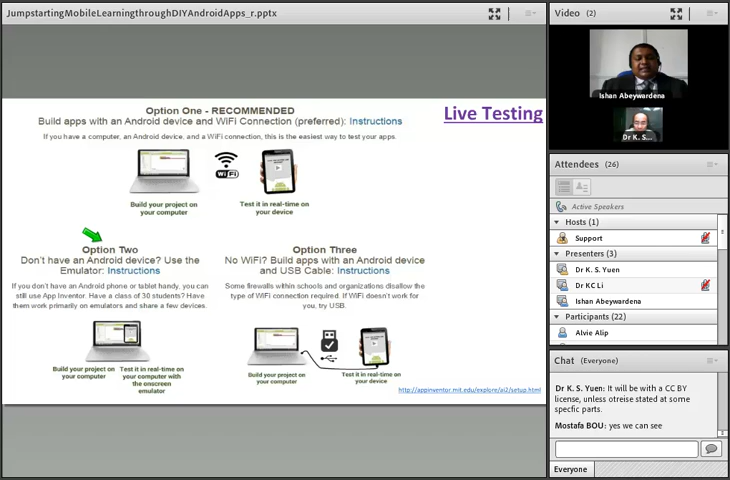 JumpstartingMobileLearningthroughDIYAndroidApps_r.pptx
Option One - RECOMMENDED
Build apps with an Android device and WiFi Connection (preferred): Instructions
If you have a computer, an Android device, and a WiFi connection, this is the easiest way to test your apps.
Live Testing
WiFi
Build your project on
your computer
Test it in real-time on
your device
Option Two
Don't have an Android device? Use the
Emulator: Instructions
If you don't have an Android phone or tablet handy, you can
still use App Inventor. Have a class of 30 students? Have
them work primarily on emulators and share a few devices.
Build your project on
your computer
Test it in real-time on
your computer with
the onscreen
emulator
Option Three
No WiFi? Build apps with an Android device
and USB Cable: Instructions
Some firewalls within schools and organizations disallow the
type of WiFi connection required. If WiFi doesn't work for
you, try USB.
Build your project on
your computer
Test it in real-time on
your device
http://appinventor.mit.edu/explore/ai2/setup.html
Video (2)
Ishan Abeywardena
Dr K. S...
Attendees (26)
Active Speakers
Hosts (1)
Support
Presenters (3)
Dr K. S. Yuen
Dr KC Li
Ishan Abeywardena
Participants (22)
Alvie Alip
Chat (Everyone)
Dr K. S. Yuen: It will be with a CC BY
license, unless otreise stated at some
specfic parts.
Mostafa BOU: yes we can see
Everyone